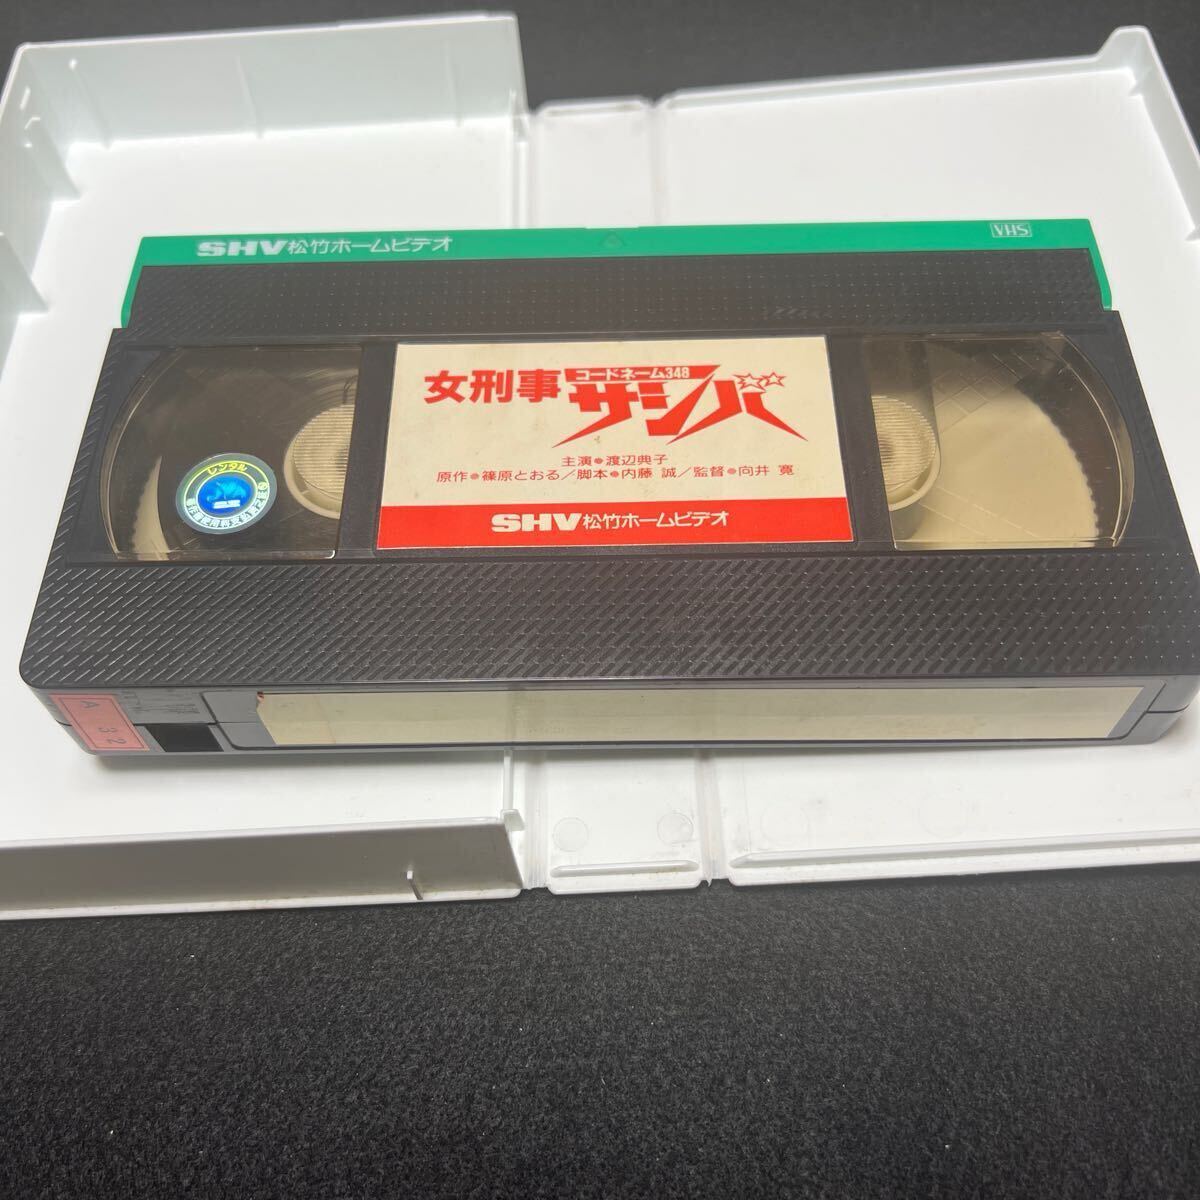 SHV松竹ホームビデオ
VHS
コードネーム348
女刑事サシバ
主演●渡辺典子
原作●篠原とおる/脚本●内藤 誠/監督●向井 寛
SHV松竹ホームビデオ
レンタル
A 32